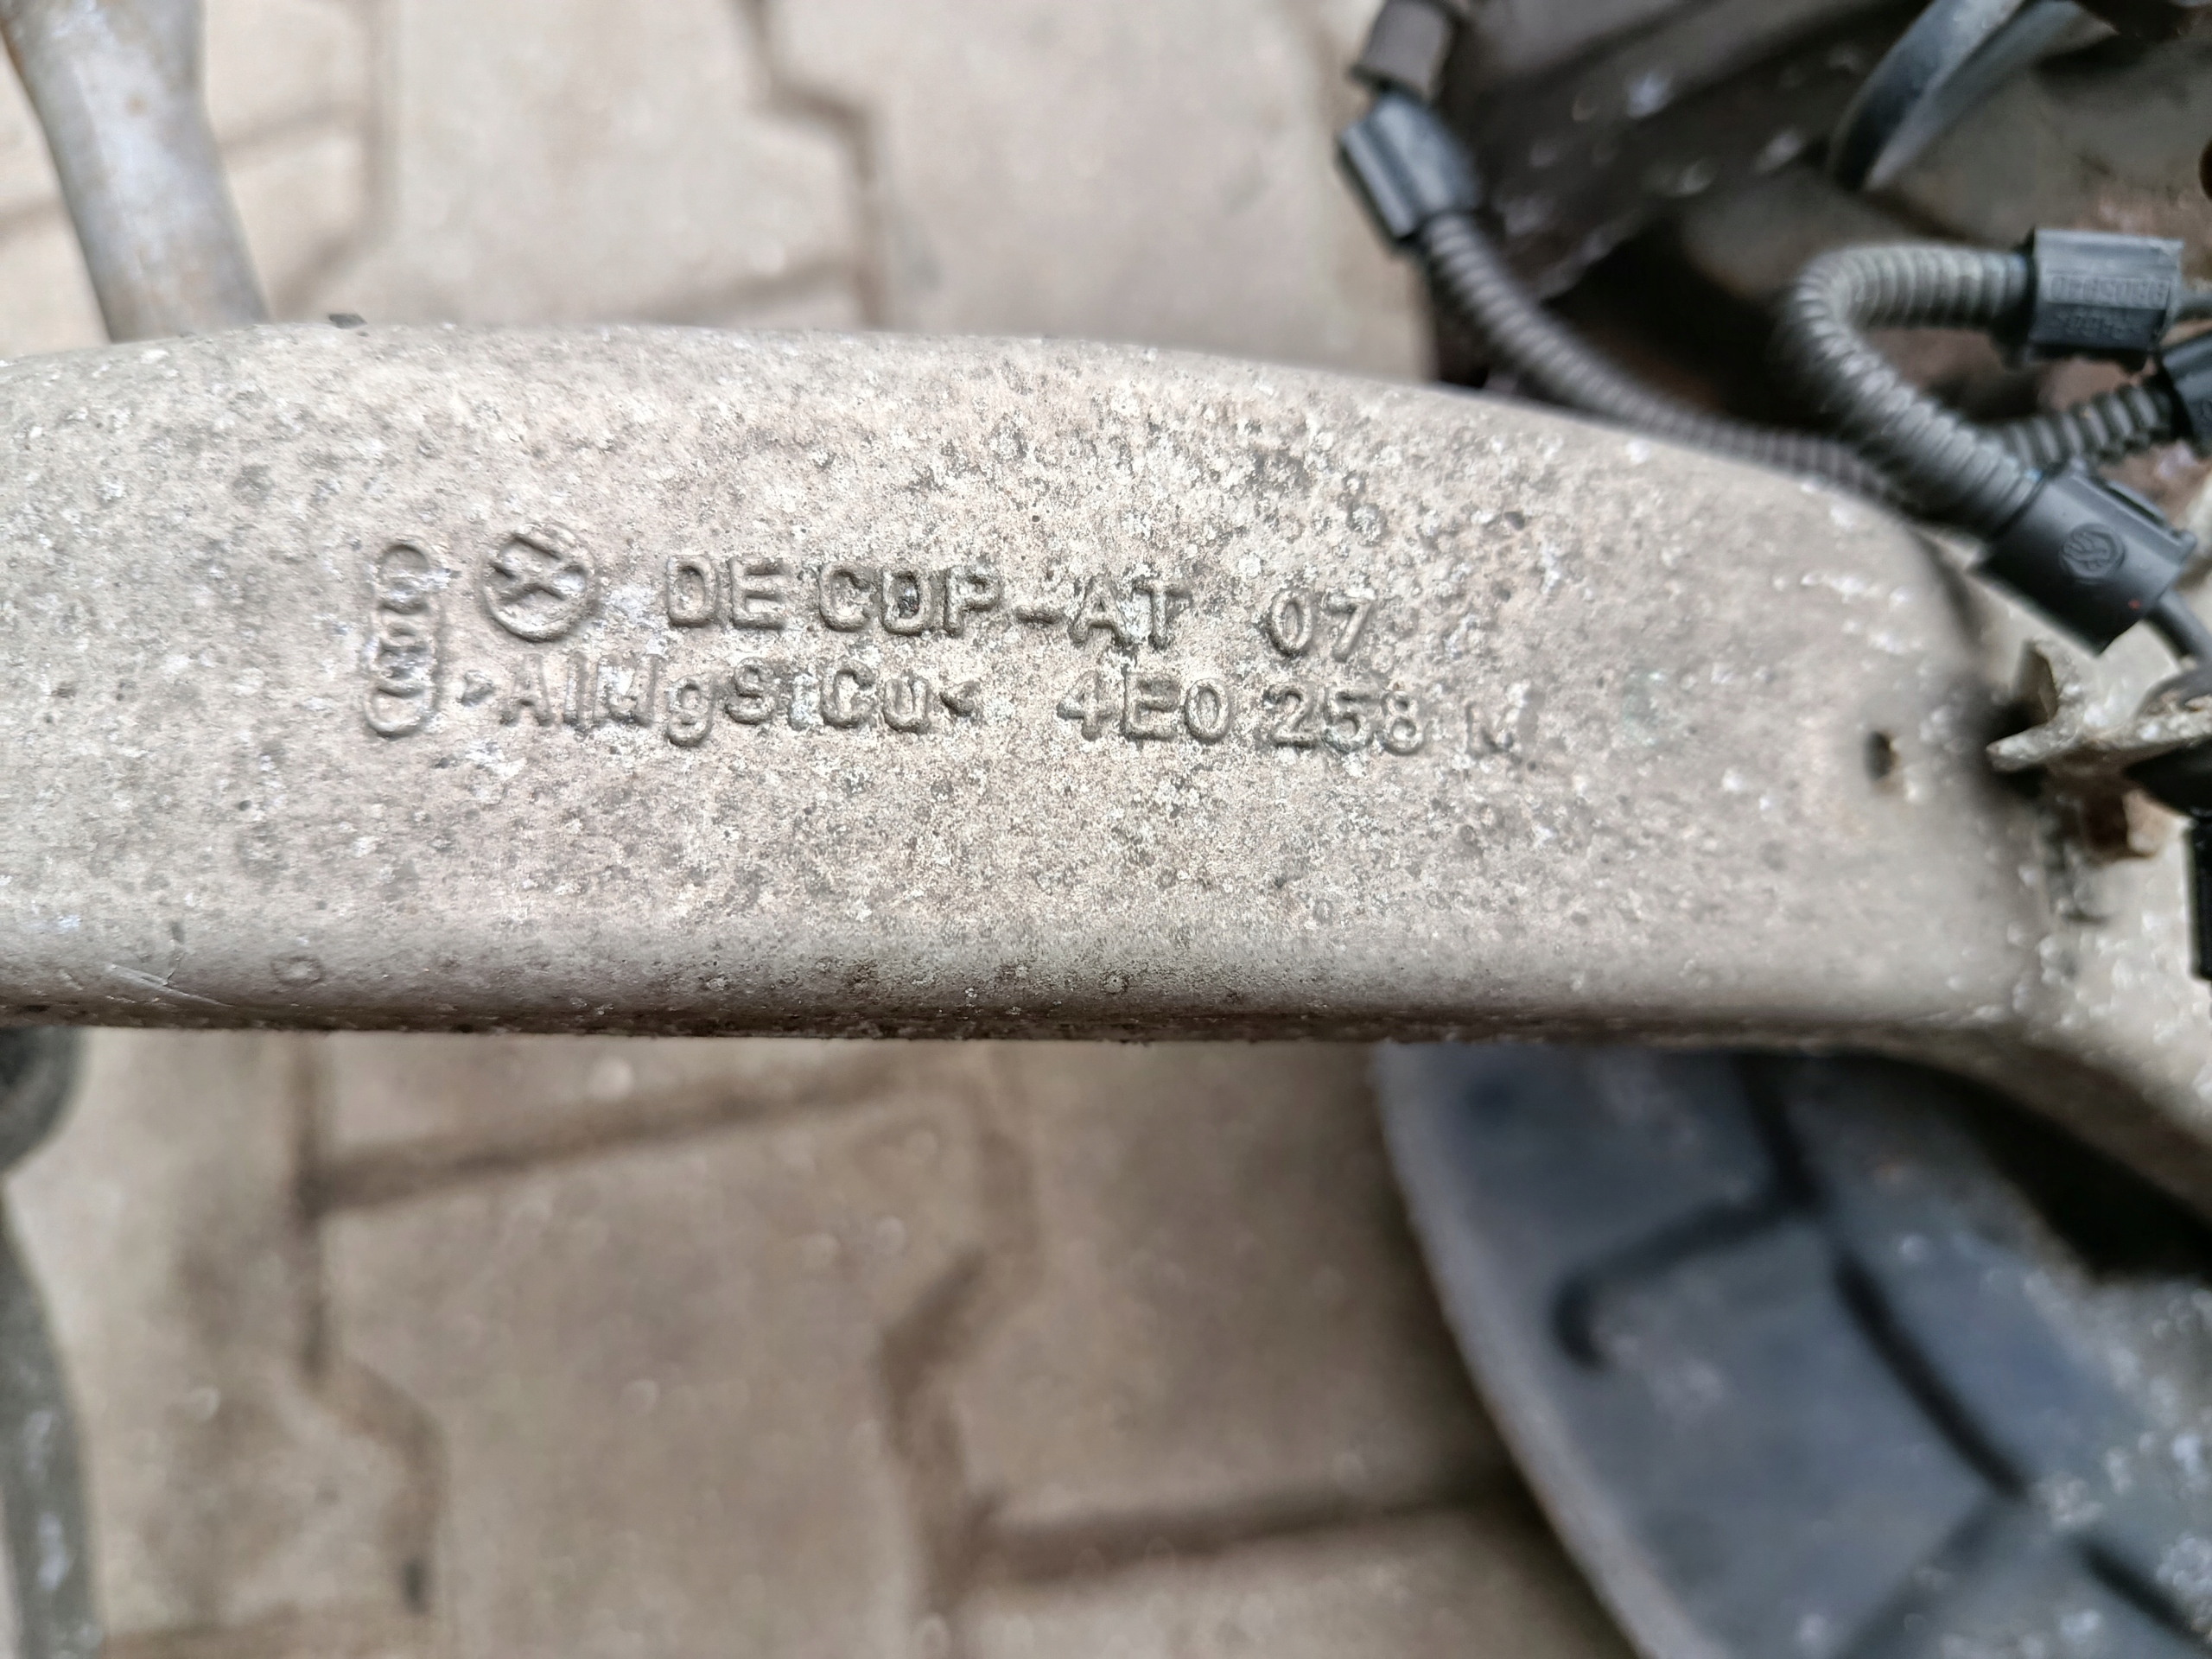 DE COP-AT 07
>AlMgSiCu< 4E0 258 M